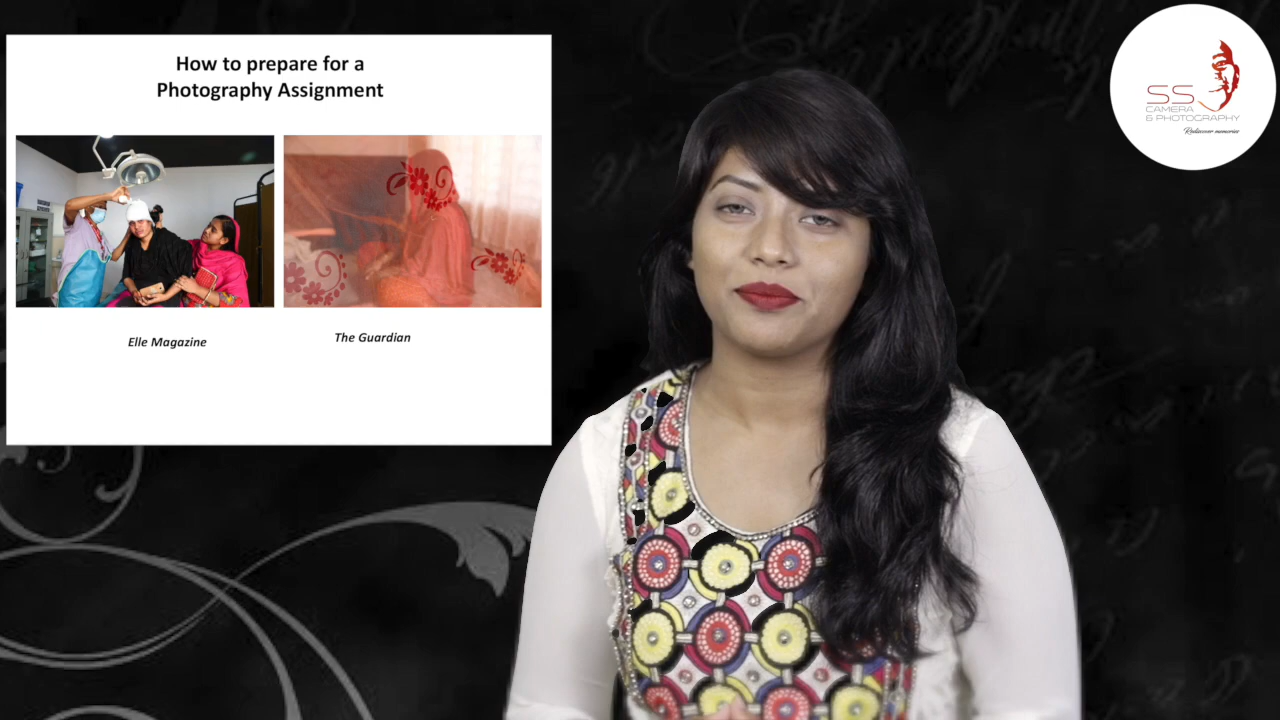 How to prepare for a
Photography Assignment
Elle Magazine
The Guardian
SS
CAMERA
& PHOTOGRAPHY
Rediscover memories